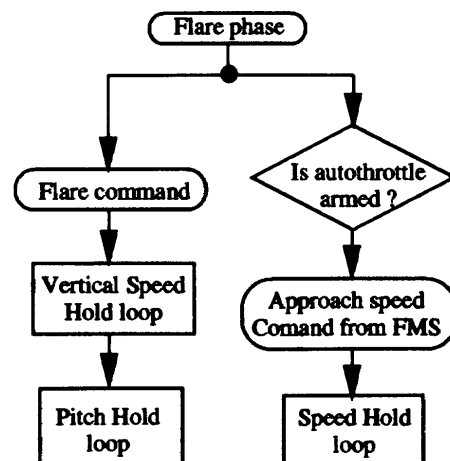 Flare phase
Flare command
Is autothrottle
armed ?
Vertical Speed
Hold loop
Approach speed
Comand from FMS
Pitch Hold
loop
Speed Hold
loop